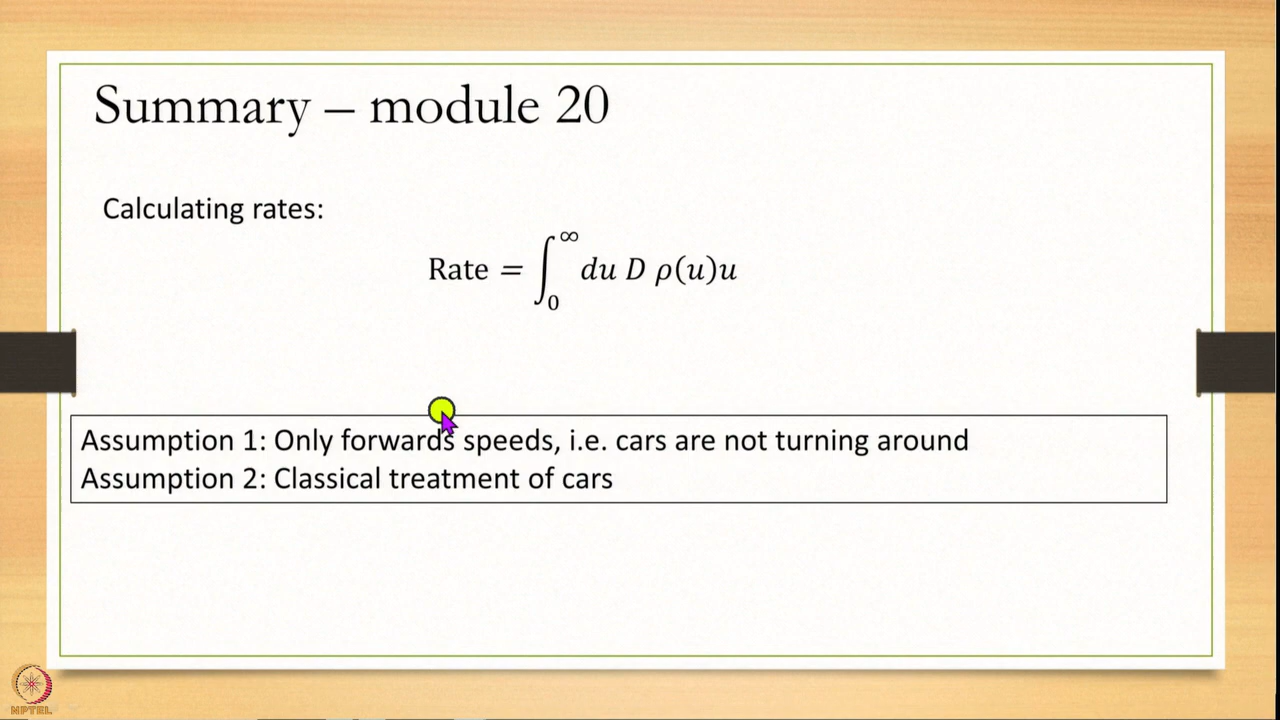 Summary – module 20
Calculating rates:
Rate = ∫₀^∞ du D ρ(u)u
Assumption 1: Only forwards speeds, i.e. cars are not turning around
Assumption 2: Classical treatment of cars
NPTEL